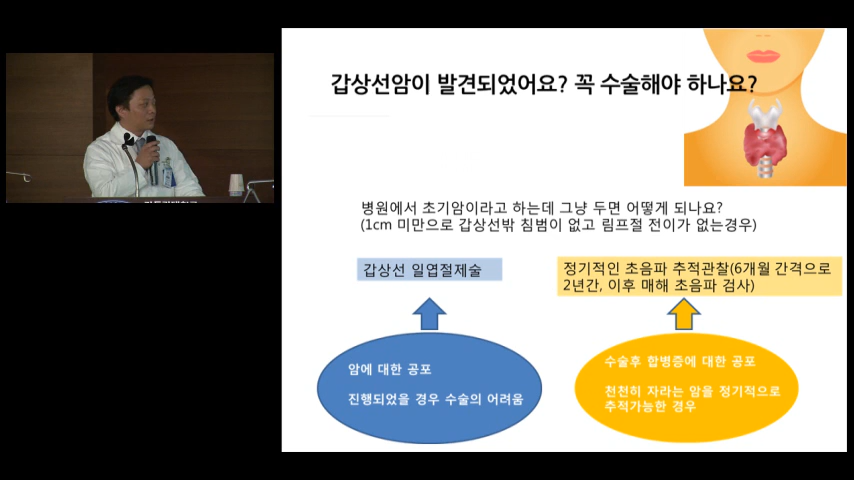 갑상선암이 발견되었어요? 꼭 수술해야 하나요?
병원에서 초기암이라고 하는데 그냥 두면 어떻게 되나요?
(1cm 미만으로 갑상선밖 침범이 없고 림프절 전이가 없는경우)
갑상선 일엽절제술
정기적인 초음파 추적관찰(6개월 간격으로
2년간, 이후 매해 초음파 검사)
암에 대한 공포
진행되었을 경우 수술의 어려움
수술후 합병증에 대한 공포
천천히 자라는 암을 정기적으로
추적가능한 경우